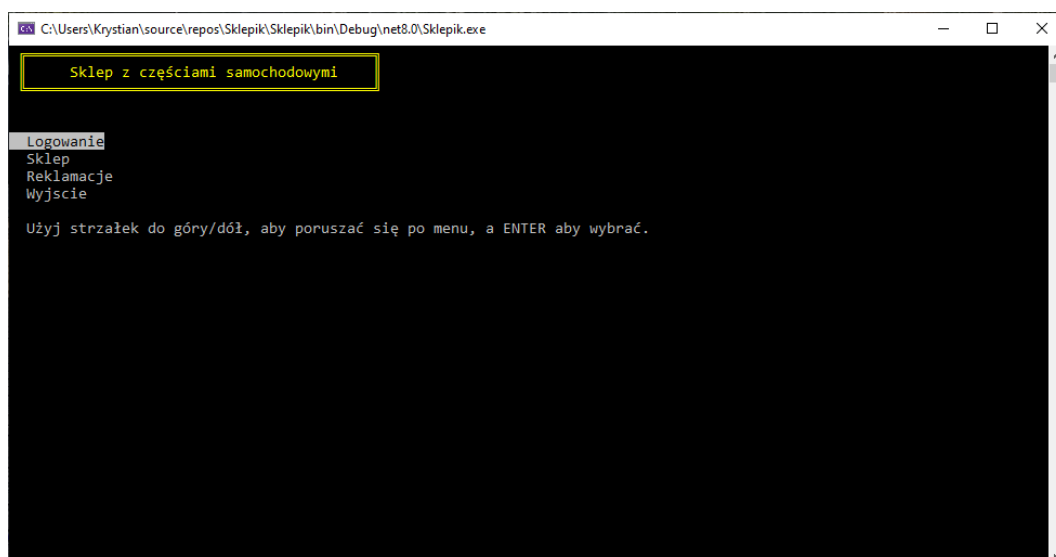 C:\Users\Krystian\source\repos\Sklepik\Sklepik\bin\Debug\net8.0\Sklepik.exe
Sklep z częściami samochodowymi
Logowanie
Sklep
Reklamacje
Wyjscie
Użyj strzałek do góry/dół, aby poruszać się po menu, a ENTER aby wybrać.